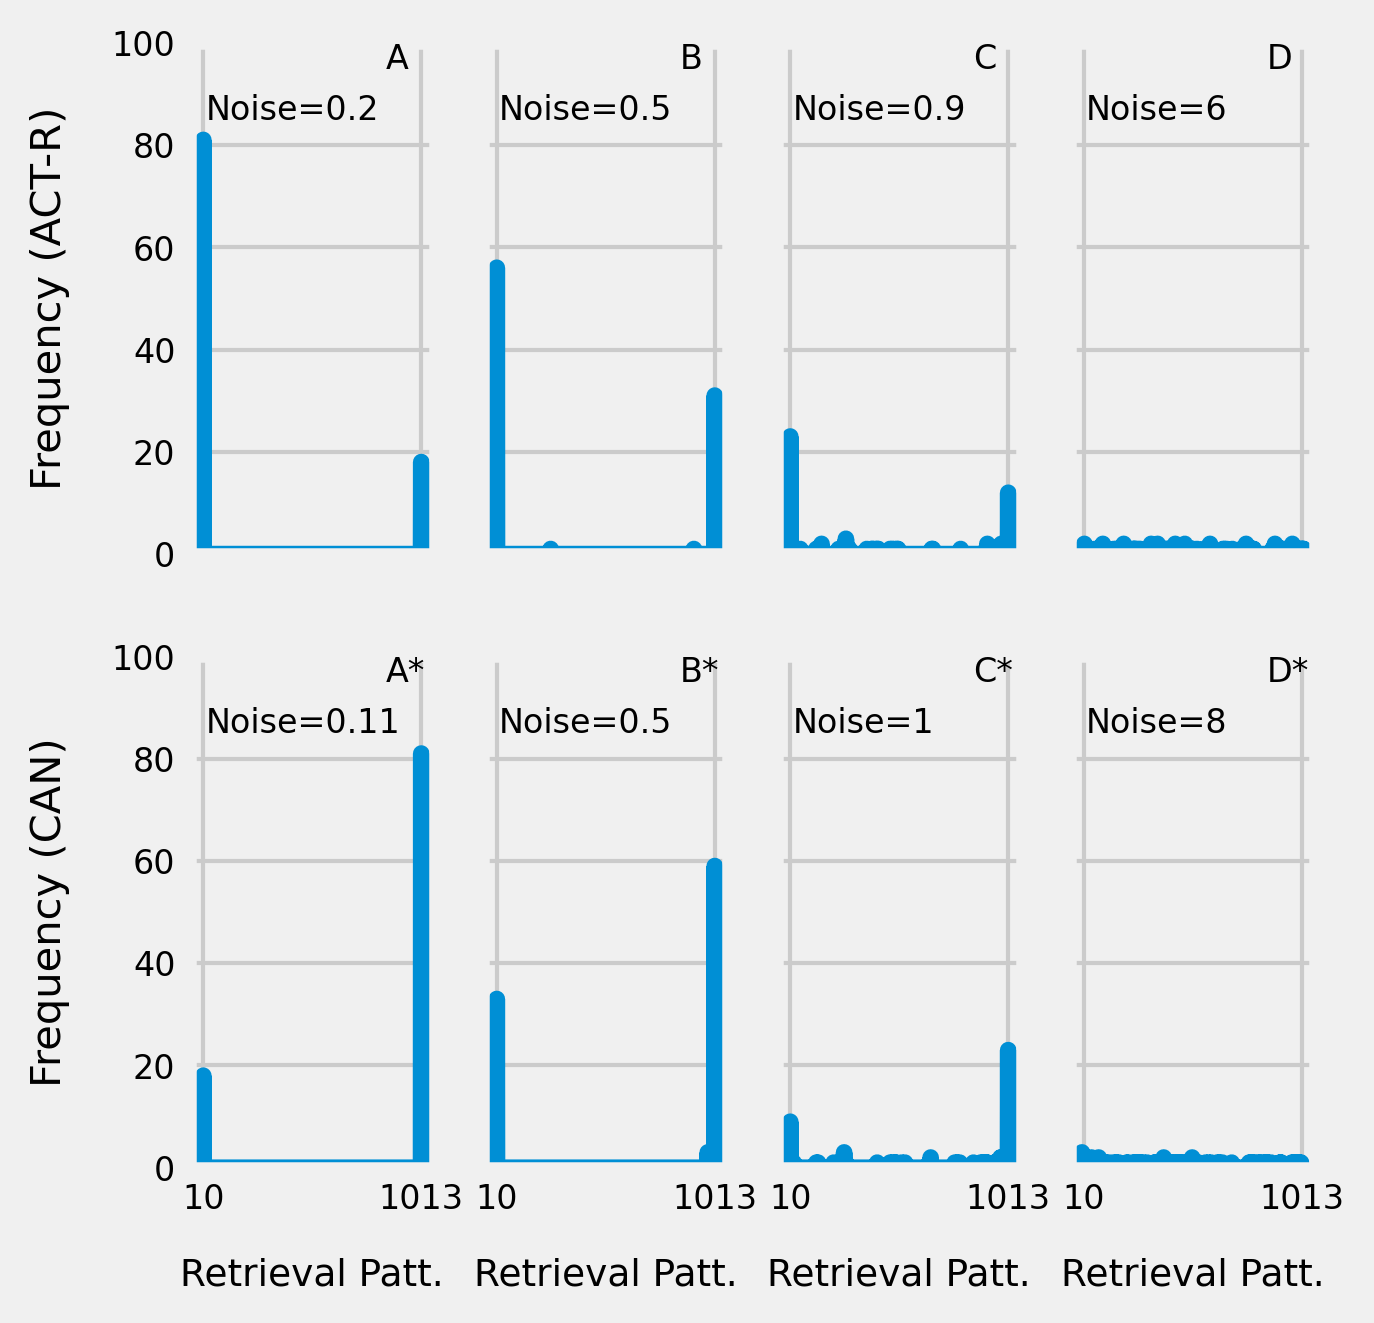 Frequency (ACT-R)
100
80
60
40
20
0
A
Noise=0.2
B
Noise=0.5
C
Noise=0.9
D
Noise=6
Frequency (CAN)
100
80
60
40
20
0
A*
Noise=0.11
B*
Noise=0.5
C*
Noise=1
D*
Noise=8
10 1013 10 1013 10 1013 10 1013
Retrieval Patt. Retrieval Patt. Retrieval Patt. Retrieval Patt.